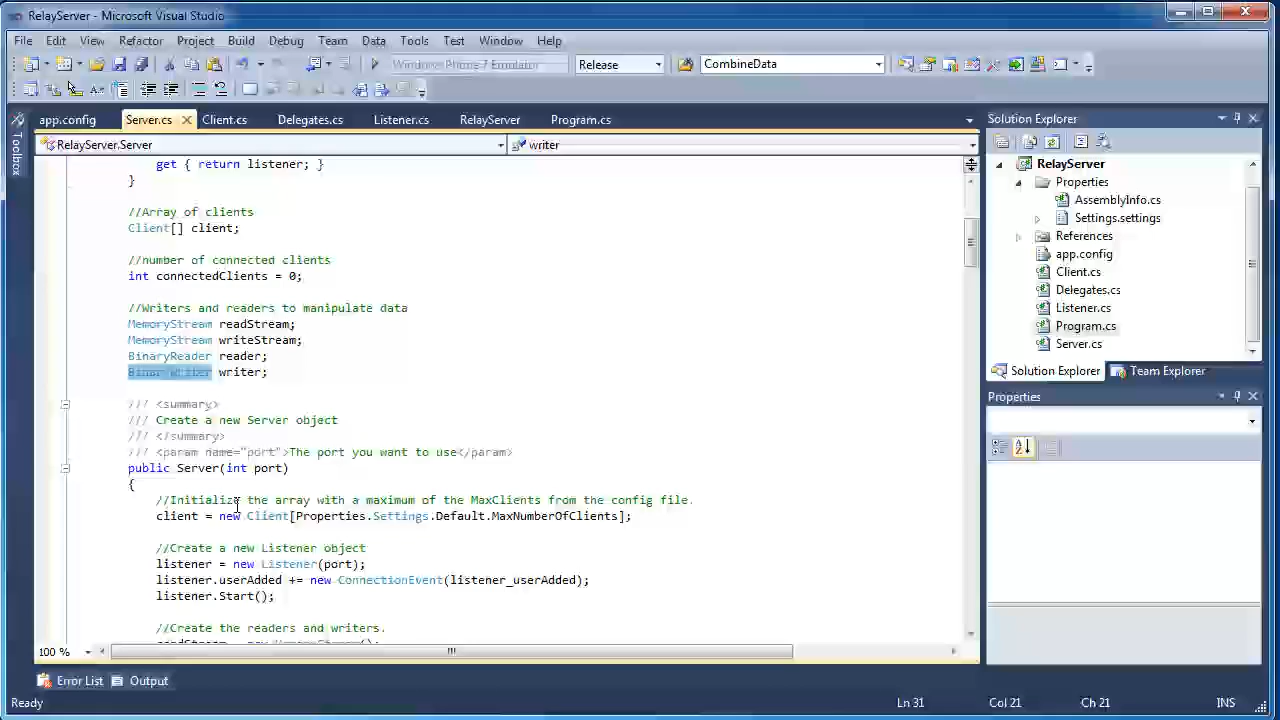 RelayServer - Microsoft Visual Studio
File Edit View Refactor Project Build Debug Team Data Tools Test Window Help
Windows Phone 7 Emulator Release CombineData
app.config Server.cs Client.cs Delegates.cs Listener.cs RelayServer Program.cs
RelayServer.Server writer
Toolbox
get { return listener; }
}
//Array of clients
Client[] client;
//number of connected clients
int connectedClients = 0;
//Writers and readers to manipulate data
MemoryStream readStream;
MemoryStream writeStream;
BinaryReader reader;
BinaryWriter writer;
/// <summary>
/// Create a new Server object
/// </summary>
/// <param name="port">The port you want to use</param>
public Server(int port)
{
//Initialize the array with a maximum of the MaxClients from the config file.
client = new Client[Properties.Settings.Default.MaxNumberOfClients];
//Create a new Listener object
listener = new Listener(port);
listener.userAdded += new ConnectionEvent(listener_userAdded);
listener.Start();
//Create the readers and writers.
readStream = new MemoryStream();
100 %
Solution Explorer
RelayServer
Properties
AssemblyInfo.cs
Settings.settings
References
app.config
Client.cs
Delegates.cs
Listener.cs
Program.cs
Server.cs
Solution Explorer Team Explorer
Properties
Error List Output
Ready Ln 31 Col 21 Ch 21 INS